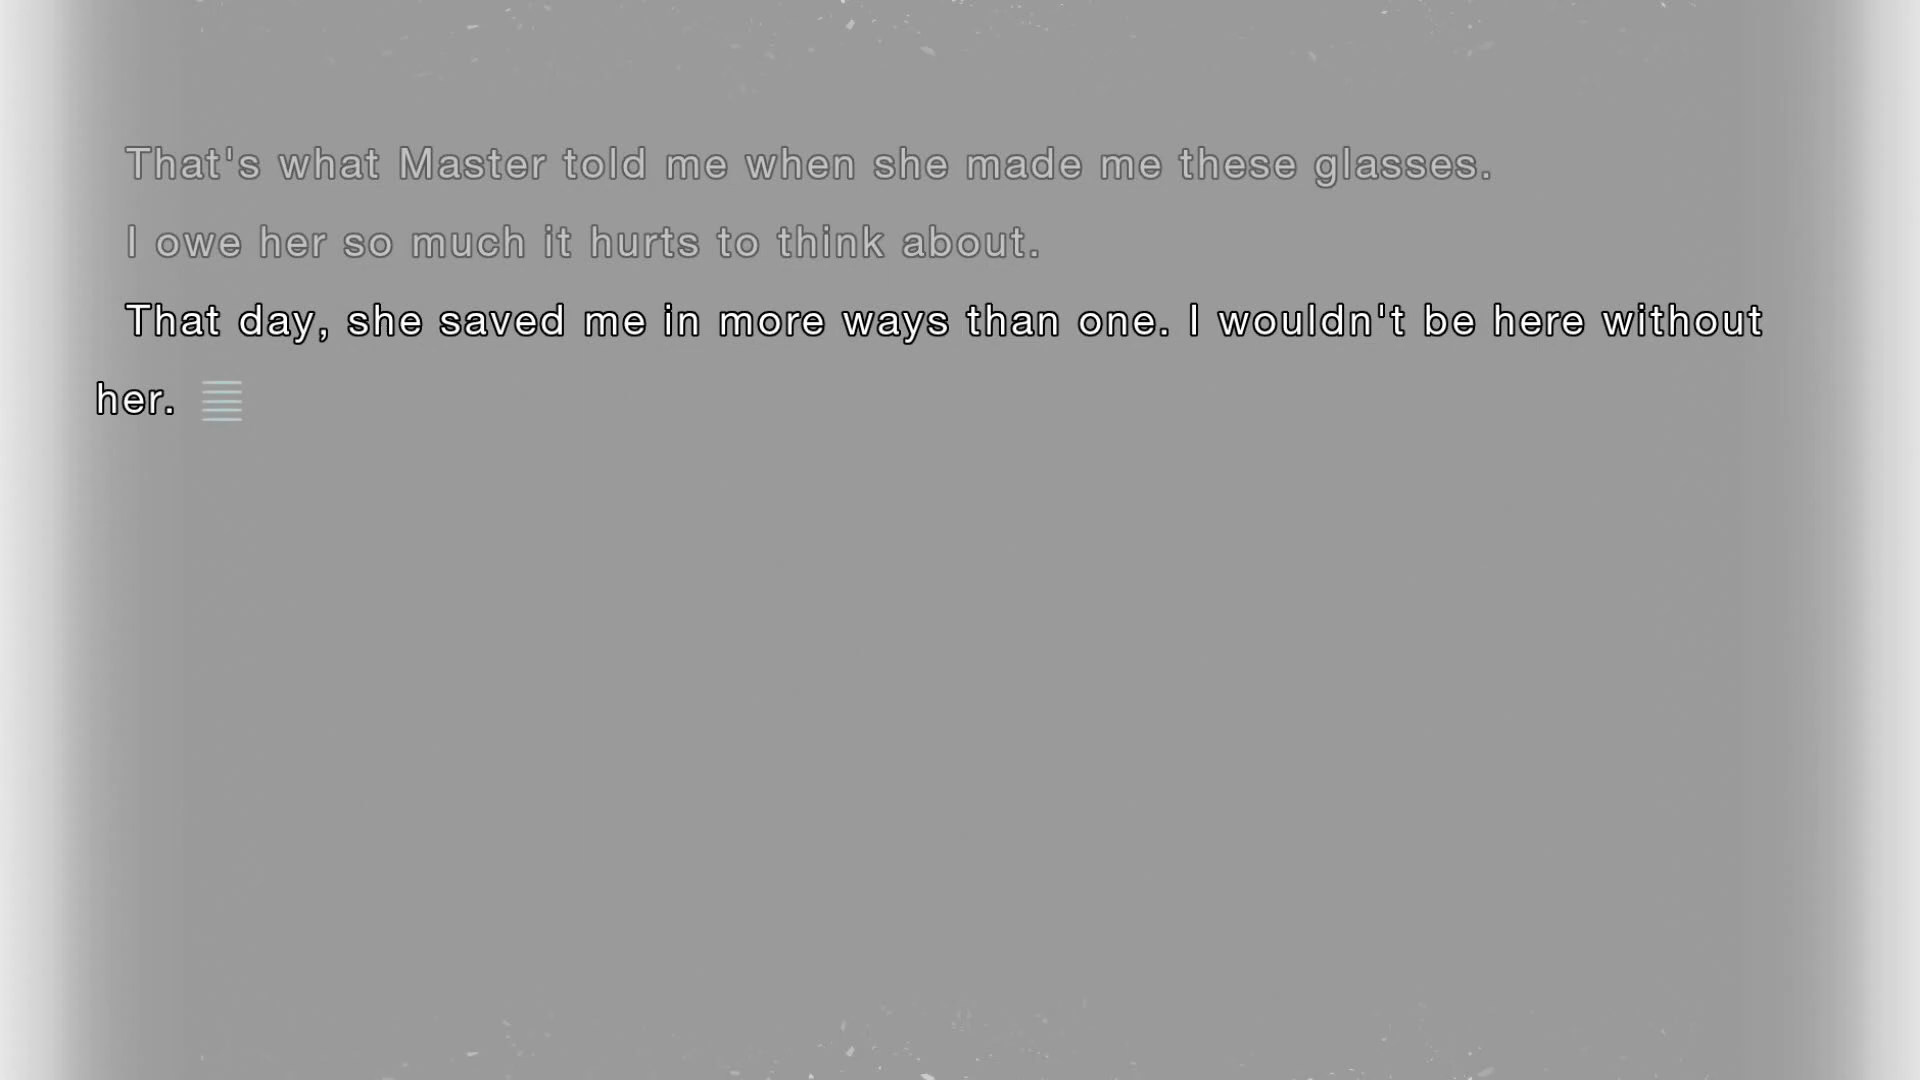 That's what Master told me when she made me these glasses.
I owe her so much it hurts to think about.
That day, she saved me in more ways than one. I wouldn't be here without
her.